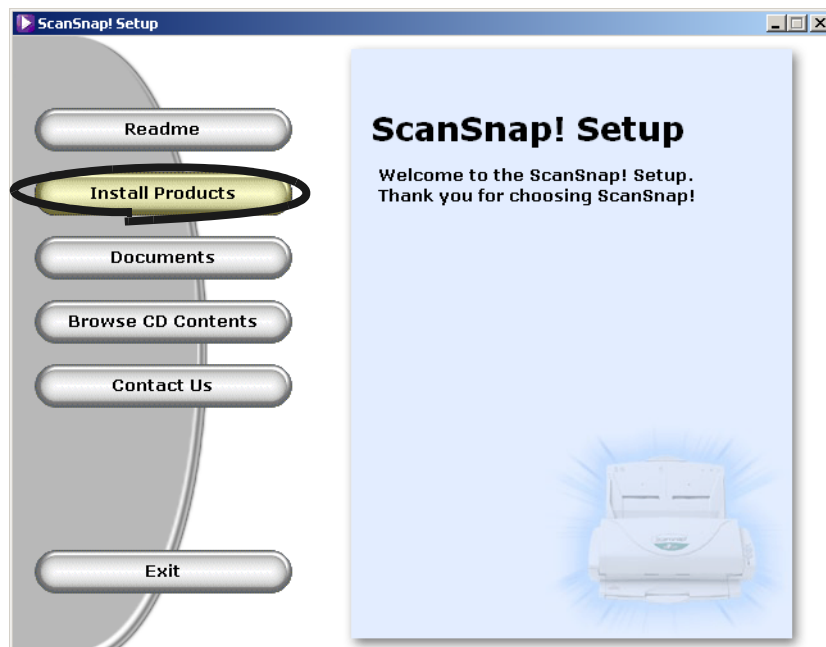 ScanSnap! Setup
Readme
Install Products
Documents
Browse CD Contents
Contact Us
Exit
ScanSnap! Setup
Welcome to the ScanSnap! Setup.
Thank you for choosing ScanSnap!